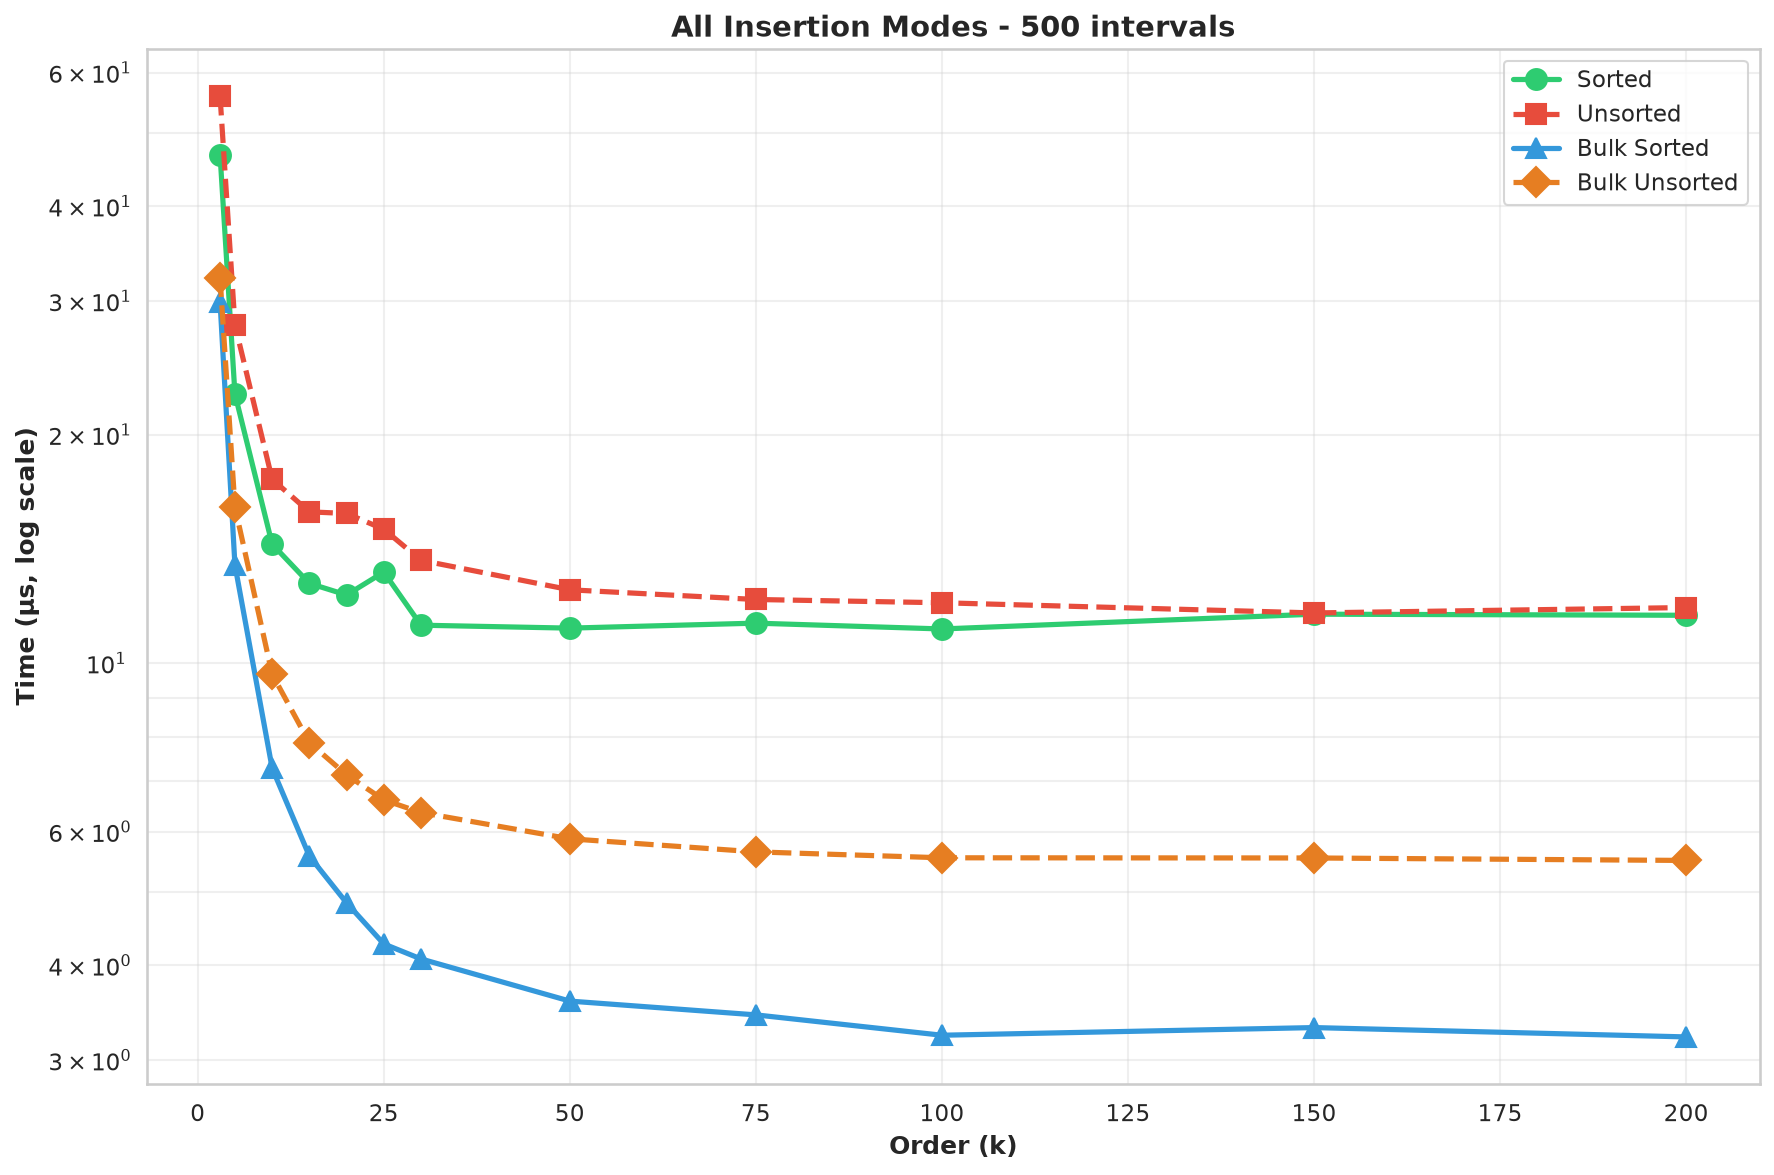 All Insertion Modes - 500 intervals
Sorted
Unsorted
Bulk Sorted
Bulk Unsorted
Time (µs, log scale)
6 × 10¹
4 × 10¹
3 × 10¹
2 × 10¹
10¹
6 × 10⁰
4 × 10⁰
3 × 10⁰
0 25 50 75 100 125 150 175 200
Order (k)